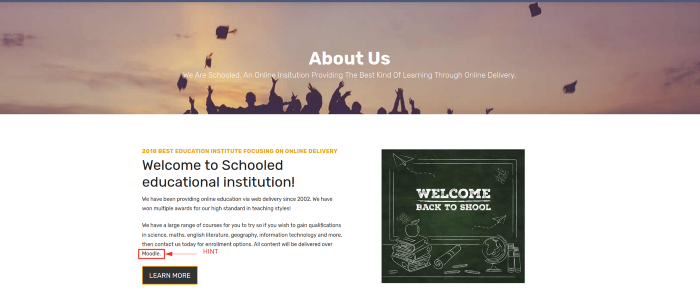 About Us
We Are Schooled, An Online Insitution Providing The Best Kind Of Learning Through Online Delivery.
2018 BEST EDUCATION INSTITUTE FOCUSING ON ONLINE DELIVERY
Welcome to Schooled
educational institution!
We have been providing online education via web delivery since 2002. We have
won multiple awards for our high standard in teaching styles!
We have a large range of courses for you to try so if you wish to gain qualifications
in science, maths, english literature, geography, information technology and more,
then contact us today for enrollment options. All content will be delivered over
Moodle.
HINT
LEARN MORE
WELCOME
BACK TO SHOOL